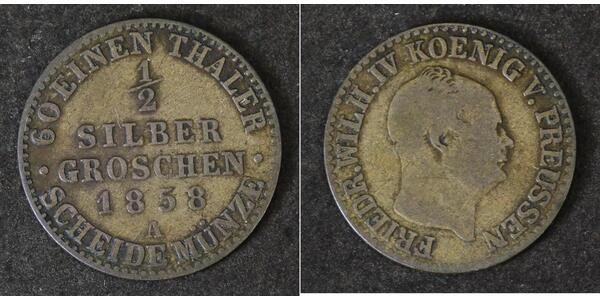 60 EINEN THALER
1/2
SILBER
· GROSCHEN ·
1858
A
SCHEIDE MÜNZE
FRIEDR. WILH. IV KOENIG V. PREUSSEN